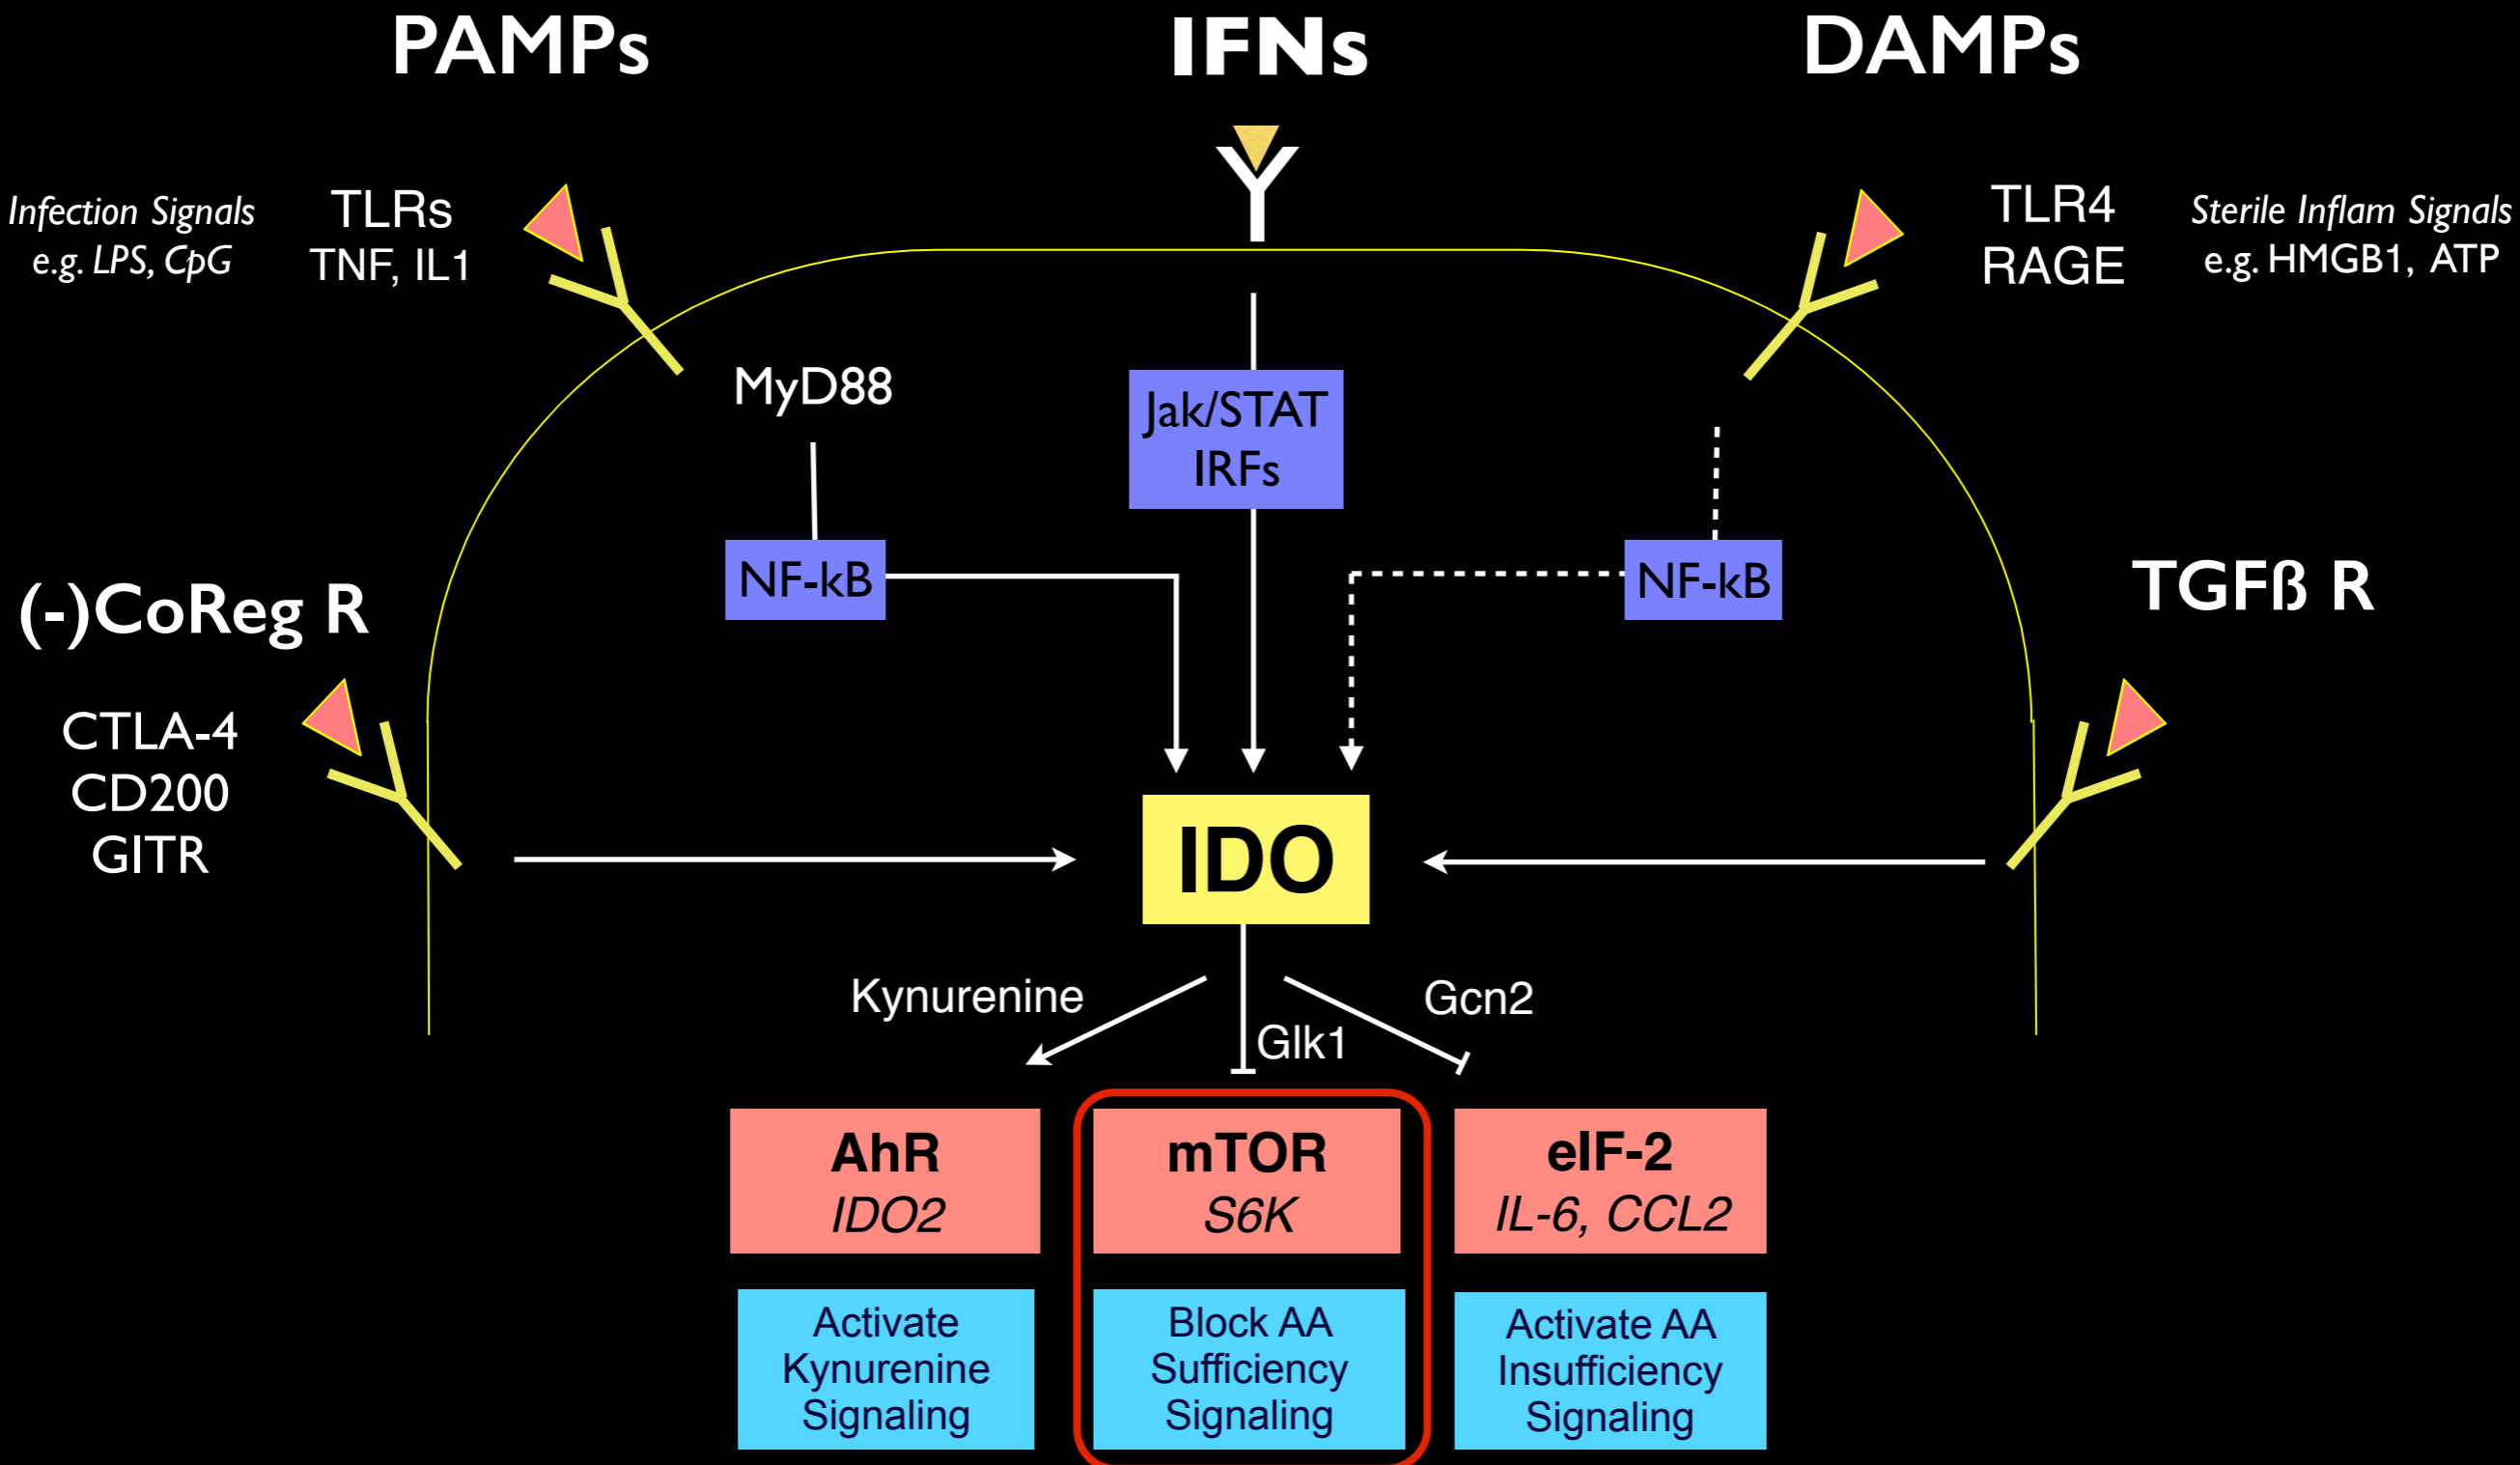 PAMPs
IFNs
DAMPs
Infection Signals
e.g. LPS, CpG
TLRs
TNF, IL1
TLR4
RAGE
Sterile Inflam Signals
e.g. HMGB1, ATP
MyD88
Jak/STAT
IRFs
NF-kB
NF-kB
(-)CoReg R
TGFß R
CTLA-4
CD200
GITR
IDO
Kynurenine
Glk1
Gcn2
AhR
IDO2
mTOR
S6K
eIF-2
IL-6, CCL2
Activate
Kynurenine
Signaling
Block AA
Sufficiency
Signaling
Activate AA
Insufficiency
Signaling